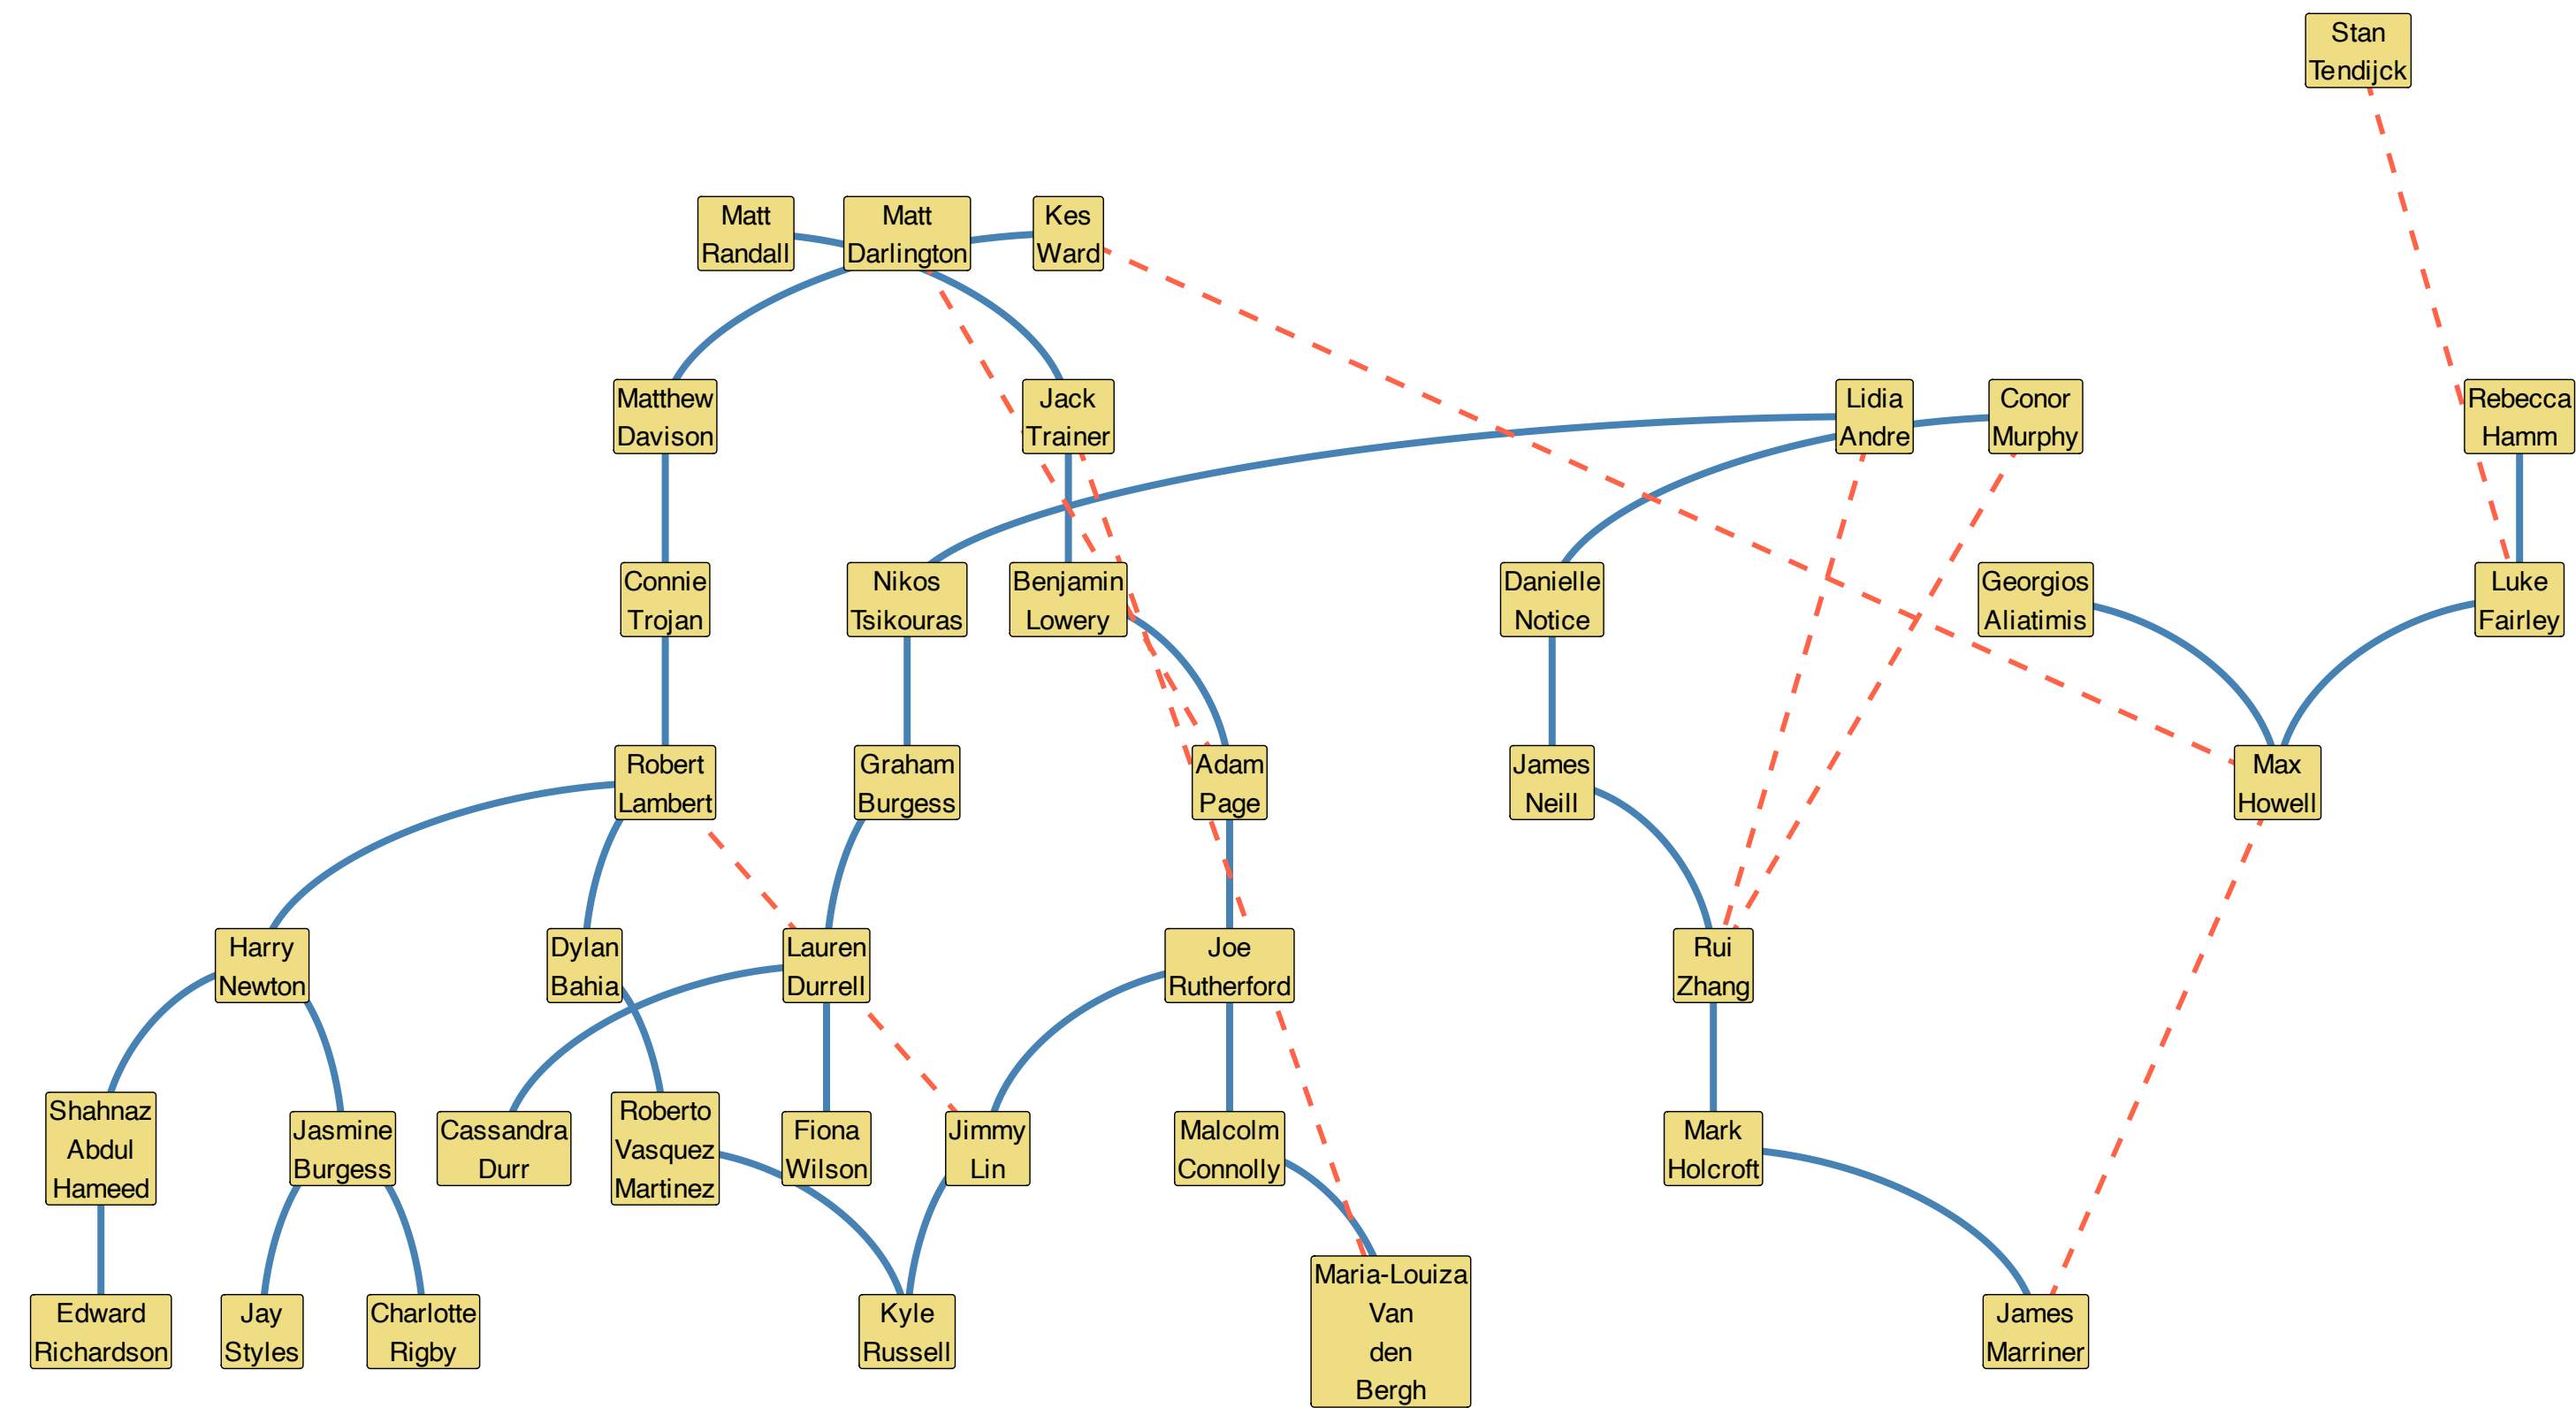 Stan
Tendijck
Matt
Randall
Matt
Darlington
Kes
Ward
Matthew
Davison
Jack
Trainer
Lidia
Andre
Conor
Murphy
Rebecca
Hamm
Connie
Trojan
Nikos
Tsikouras
Benjamin
Lowery
Danielle
Notice
Georgios
Aliatimis
Luke
Fairley
Robert
Lambert
Graham
Burgess
Adam
Page
James
Neill
Max
Howell
Harry
Newton
Dylan
Bahia
Lauren
Durrell
Joe
Rutherford
Rui
Zhang
Shahnaz
Abdul
Hameed
Jasmine
Burgess
Cassandra
Durr
Roberto
Vasquez
Martinez
Fiona
Wilson
Jimmy
Lin
Malcolm
Connolly
Mark
Holcroft
Edward
Richardson
Jay
Styles
Charlotte
Rigby
Kyle
Russell
Maria-Louiza
Van
den
Bergh
James
Marriner